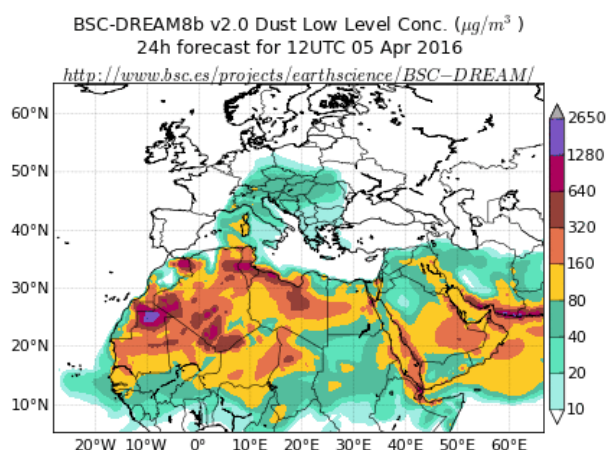 BSC-DREAM8b v2.0 Dust Low Level Conc. (μg/m³ )
24h forecast for 12UTC 05 Apr 2016
http://www.bsc.es/projects/earthscience/BSC−DREAM/
60°N
50°N
40°N
30°N
20°N
10°N
20°W 10°W 0° 10°E 20°E 30°E 40°E 50°E 60°E
2650
1280
640
320
160
80
40
20
10